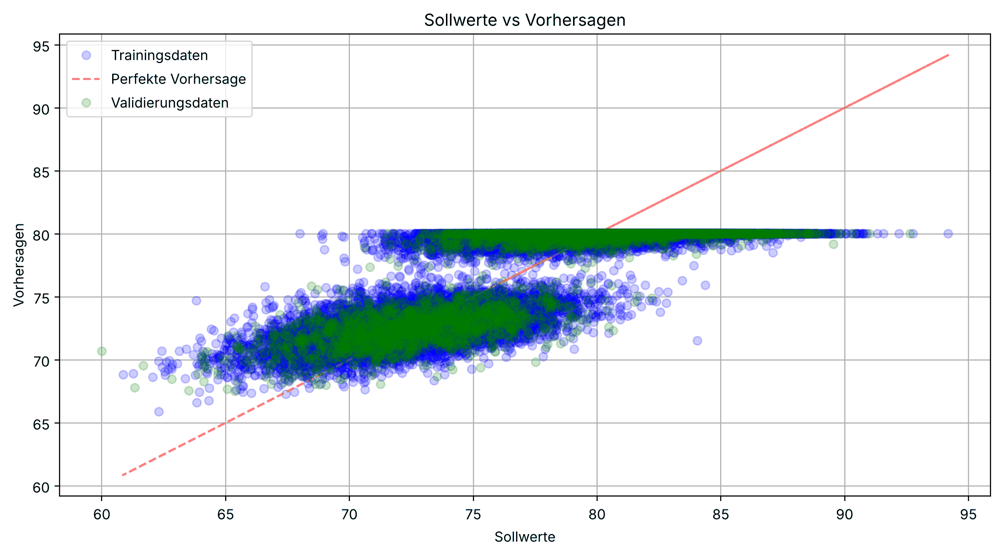 Sollwerte vs Vorhersagen
Trainingsdaten
Perfekte Vorhersage
Validierungsdaten
Vorhersagen
95
90
85
80
75
70
65
60
60 65 70 75 80 85 90 95
Sollwerte